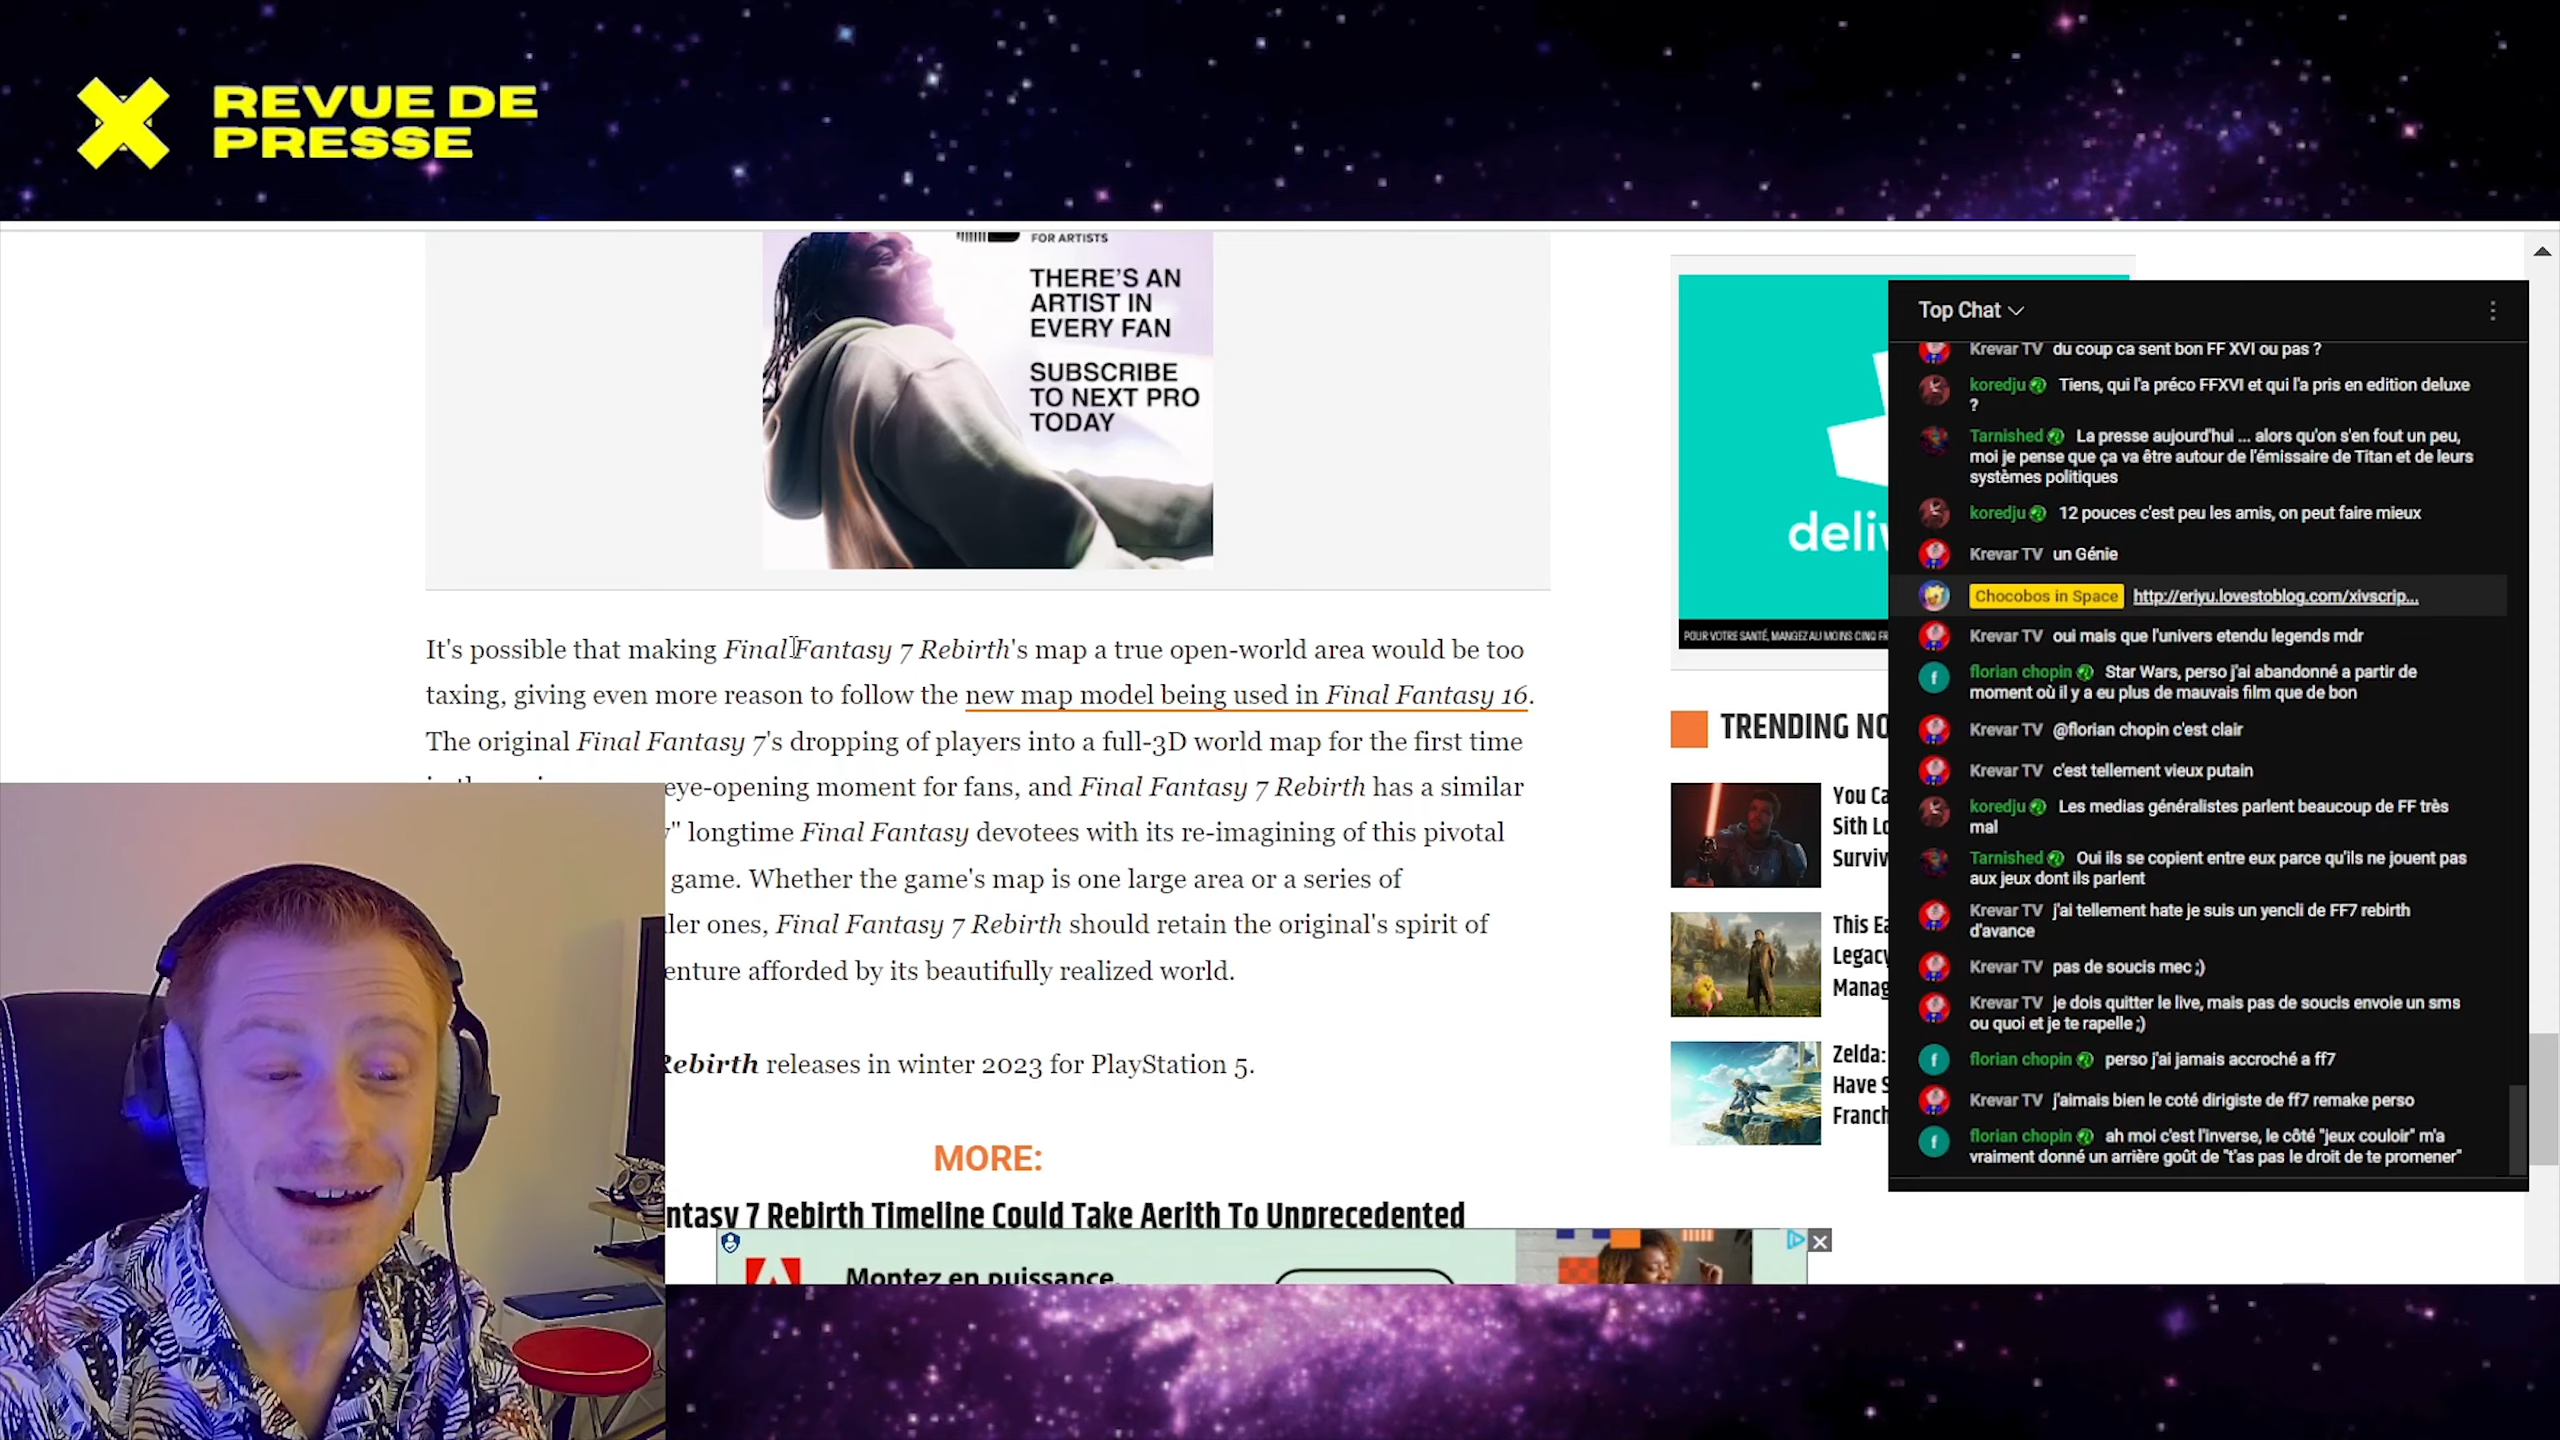 REVUE DE
PRESSE
FOR ARTISTS
THERE'S AN
ARTIST IN
EVERY FAN
SUBSCRIBE
TO NEXT PRO
TODAY
It's possible that making Final Fantasy 7 Rebirth's map a true open-world area would be too
taxing, giving even more reason to follow the new map model being used in Final Fantasy 16.
The original Final Fantasy 7's dropping of players into a full-3D world map for the first time
eye-opening moment for fans, and Final Fantasy 7 Rebirth has a similar
" longtime Final Fantasy devotees with its re-imagining of this pivotal
game. Whether the game's map is one large area or a series of
ller ones, Final Fantasy 7 Rebirth should retain the original's spirit of
enture afforded by its beautifully realized world.
Rebirth releases in winter 2023 for PlayStation 5.
MORE:
ntasy 7 Rebirth Timeline Could Take Aerith To Unprecedented
Montez en puissance.
deliv
POUR VOTRE SANTÉ, MANGEZ AU MOINS CINQ FR
TRENDING NO
You Ca
Sith Lo
Surviv
This Ea
Legacy
Manag
Zelda:
Have S
Franch
Top Chat
Krevar TV du coup ca sent bon FF XVI ou pas ?
koredju Tiens, qui l'a préco FFXVI et qui l'a pris en edition deluxe
?
Tarnished La presse aujourd'hui ... alors qu'on s'en fout un peu,
moi je pense que ça va être autour de l'émissaire de Titan et de leurs
systèmes politiques
koredju 12 pouces c'est peu les amis, on peut faire mieux
Krevar TV un Génie
Chocobos in Space http://eriyu.lovestoblog.com/xivscrip...
Krevar TV oui mais que l'univers etendu legends mdr
florian chopin Star Wars, perso j'ai abandonné a partir de
moment où il y a eu plus de mauvais film que de bon
Krevar TV @florian chopin c'est clair
Krevar TV c'est tellement vieux putain
koredju Les medias généralistes parlent beaucoup de FF très
mal
Tarnished Oui ils se copient entre eux parce qu'ils ne jouent pas
aux jeux dont ils parlent
Krevar TV j'ai tellement hate je suis un yencli de FF7 rebirth
d'avance
Krevar TV pas de soucis mec ;)
Krevar TV je dois quitter le live, mais pas de soucis envoie un sms
ou quoi et je te rapelle ;)
florian chopin perso j'ai jamais accroché a ff7
Krevar TV j'aimais bien le coté dirigiste de ff7 remake perso
florian chopin ah moi c'est l'inverse, le côté "jeux couloir" m'a
vraiment donné un arrière goût de "t'as pas le droit de te promener"